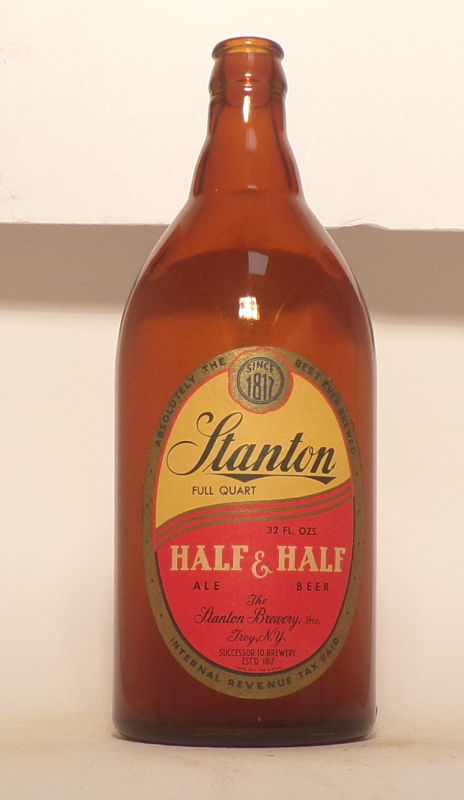 ABSOLUTELY THE BEST EVER BREWED
SINCE
1817
Stanton
FULL QUART
32 FL. OZS.
HALF & HALF
ALE BEER
The
Stanton Brewery, Inc.
Troy, N.Y.
SUCCESSOR TO BREWERY
EST'D. 1817
INTERNAL REVENUE TAX PAID